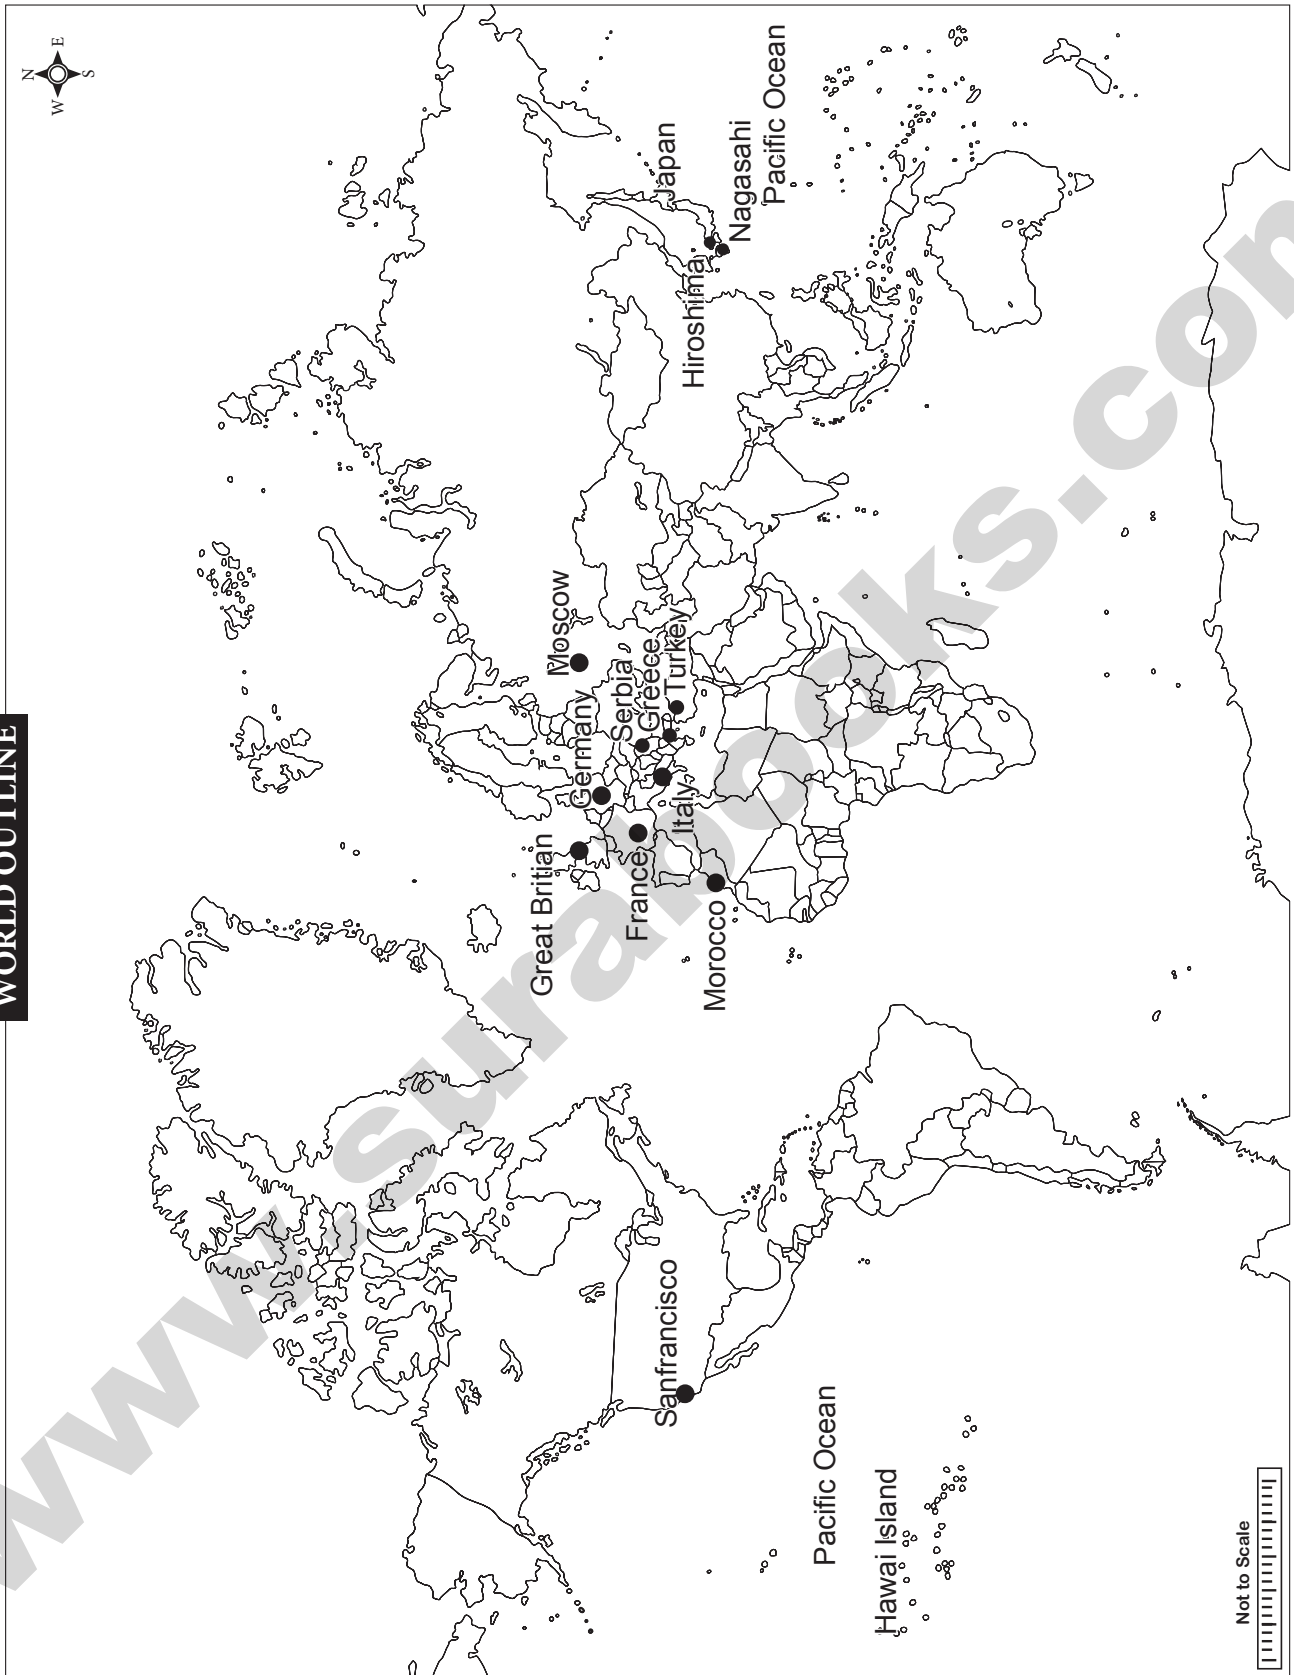 WORLD OUTLINE
N
E
W
S
Moscow
Great Britian
Germany
Serbia
Greece
Turkey
France
Italy
Morocco
Japan
Hiroshima
Nagasahi
Pacific Ocean
Sanfrancisco
Pacific Ocean
Hawai Island
Not to Scale
www.surabooks.com